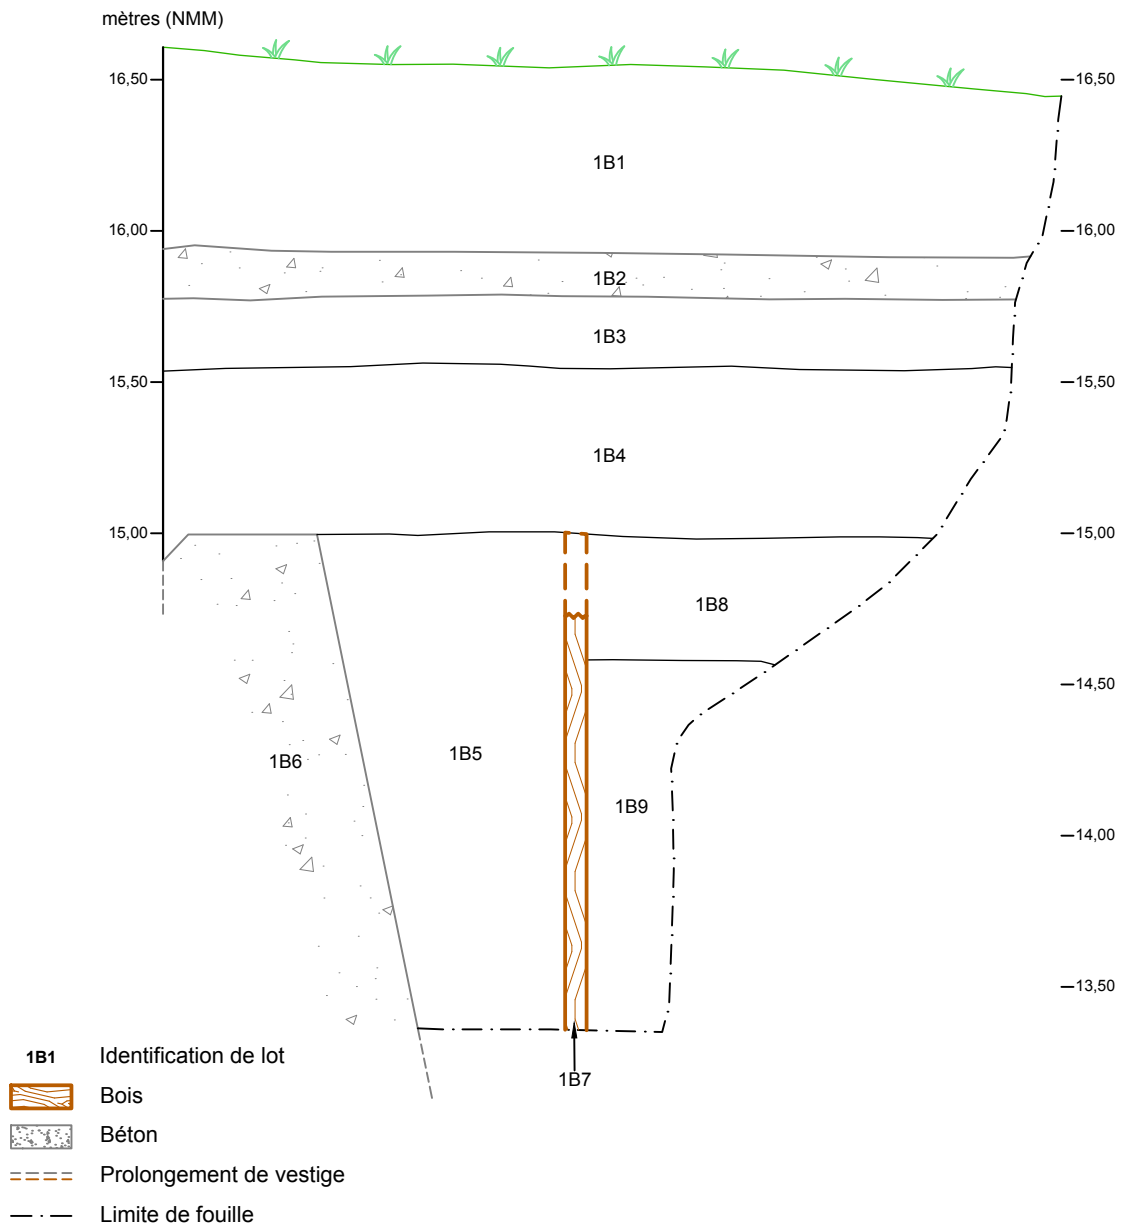 mètres (NMM)
16,50
16,50
1B1
16,00
16,00
1B2
1B3
15,50
15,50
1B4
15,00
15,00
1B8
14,50
1B5
1B6
1B9
14,00
13,50
1B7
1B1 Identification de lot
Bois
Béton
Prolongement de vestige
Limite de fouille